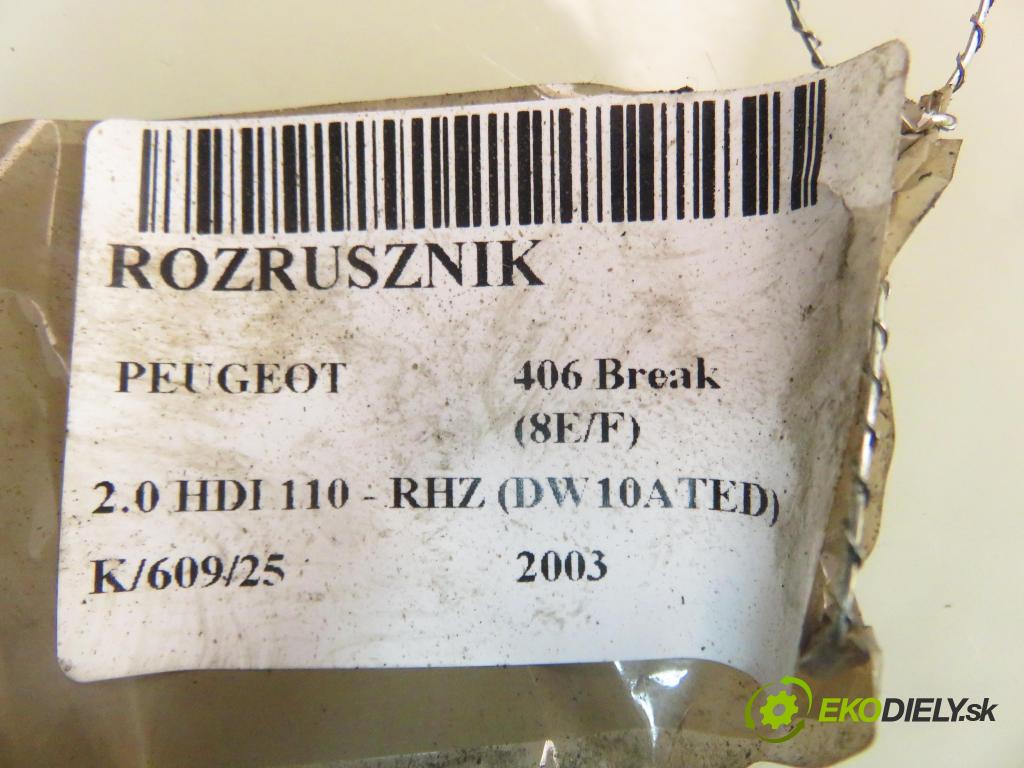 ROZRUSZNIK
PEUGEOT 406 Break
(8E/F)
2.0 HDI 110 - RHZ (DW10ATED)
K/609/25 2003
EKODIELY.sk